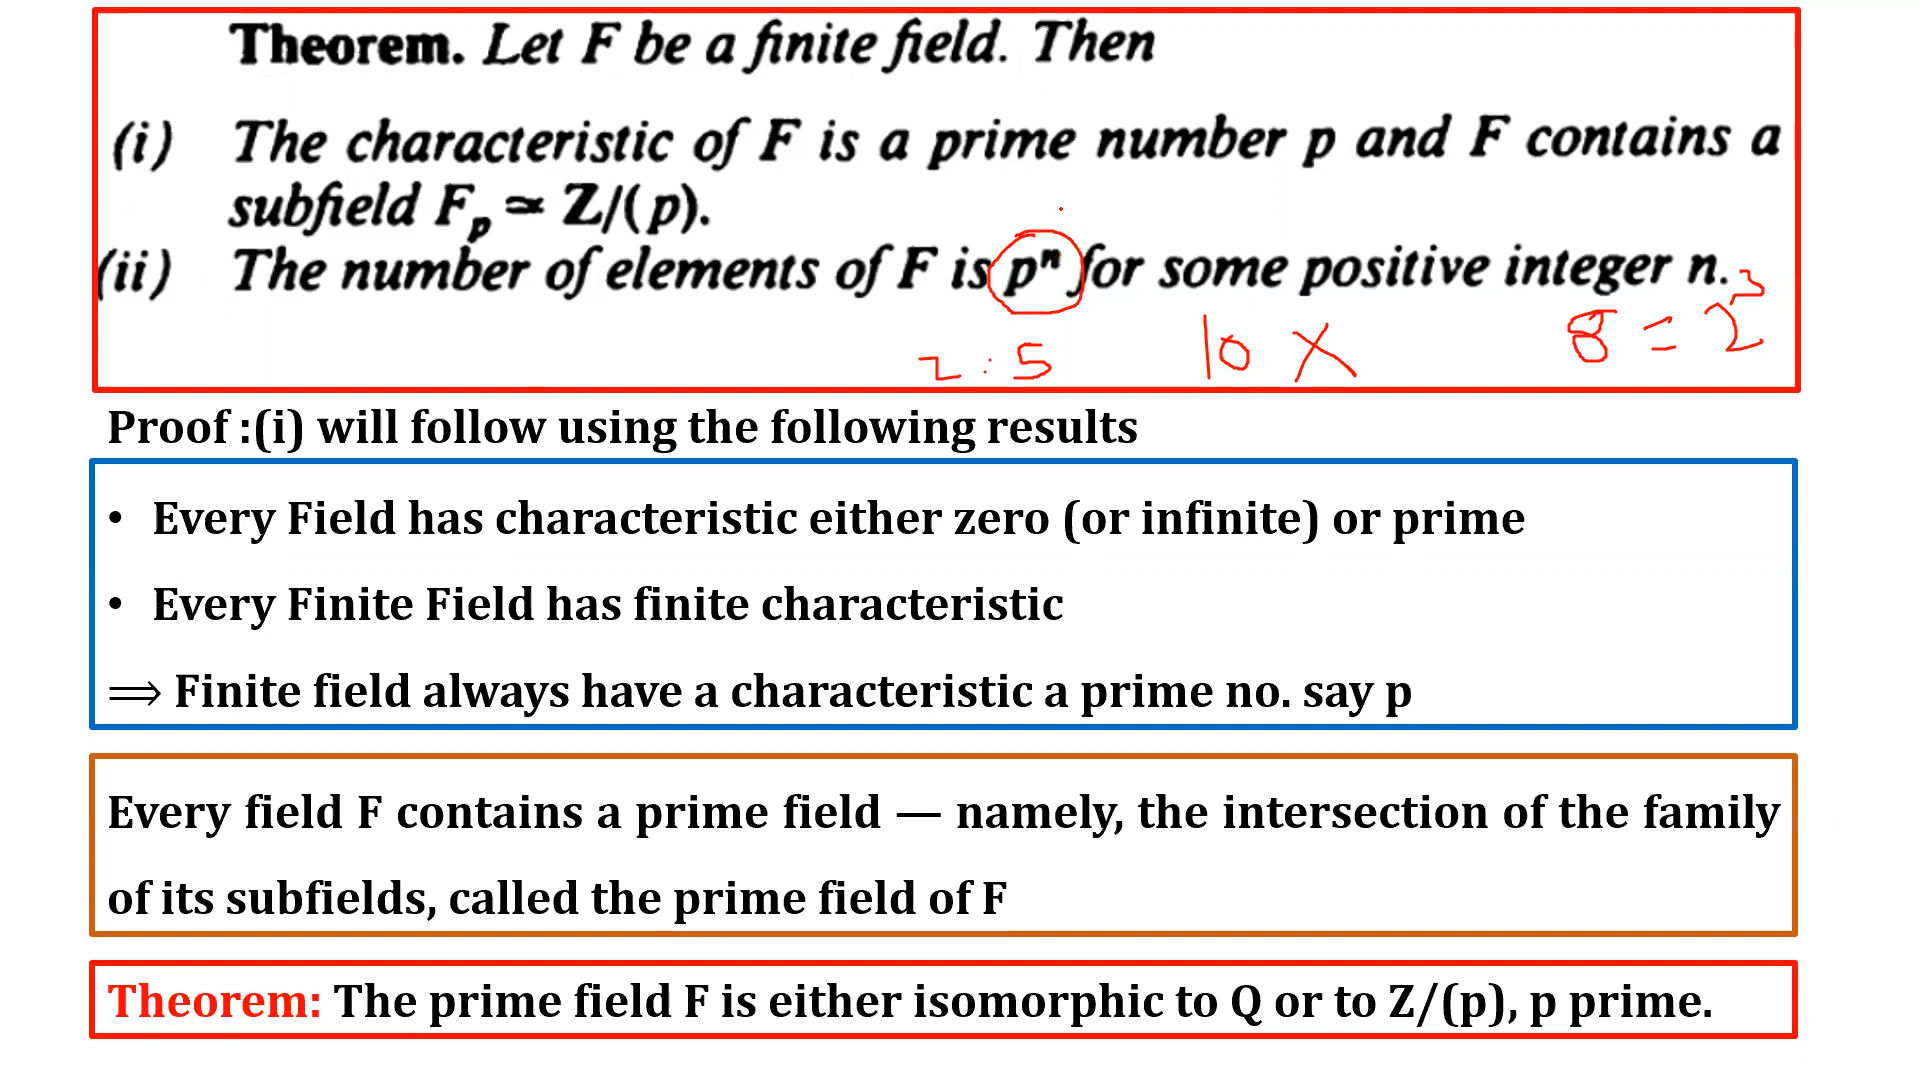 Theorem. Let F be a finite field. Then
(i) The characteristic of F is a prime number p and F contains a
subfield Fₚ ≃ Z/(p).
(ii) The number of elements of F is pⁿ for some positive integer n.
2 . 5 10 X 8 = 2³
Proof :(i) will follow using the following results
• Every Field has characteristic either zero (or infinite) or prime
• Every Finite Field has finite characteristic
⟹ Finite field always have a characteristic a prime no. say p
Every field F contains a prime field — namely, the intersection of the family
of its subfields, called the prime field of F
Theorem: The prime field F is either isomorphic to Q or to Z/(p), p prime.